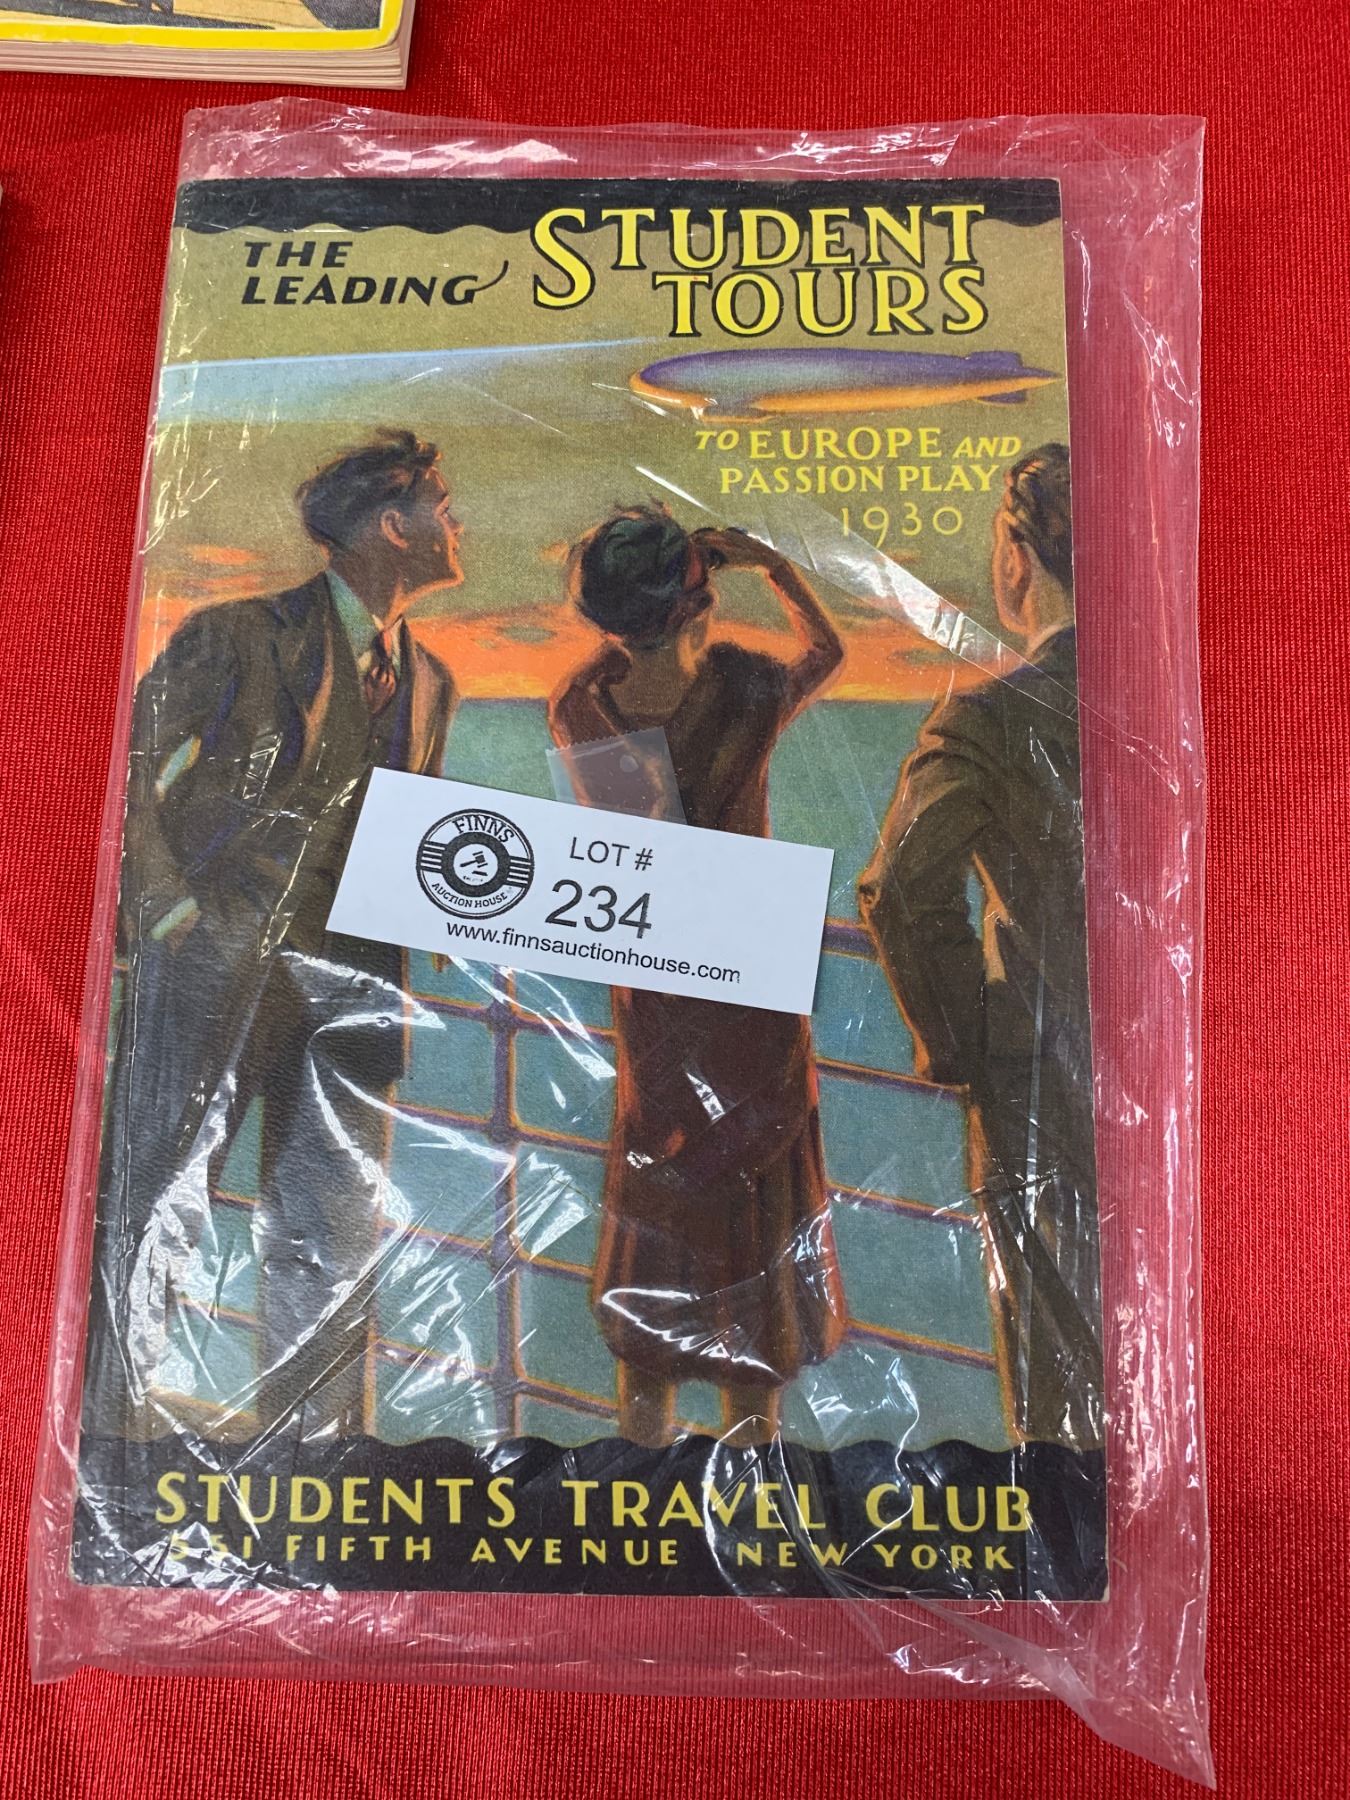 THE
LEADING
STUDENT
TOURS
TO EUROPE AND
PASSION PLAY
1930
FINNS
AUCTION HOUSE
LOT #
234
www.finnsauctionhouse.com
STUDENTS TRAVEL CLUB
551 FIFTH AVENUE NEW YORK